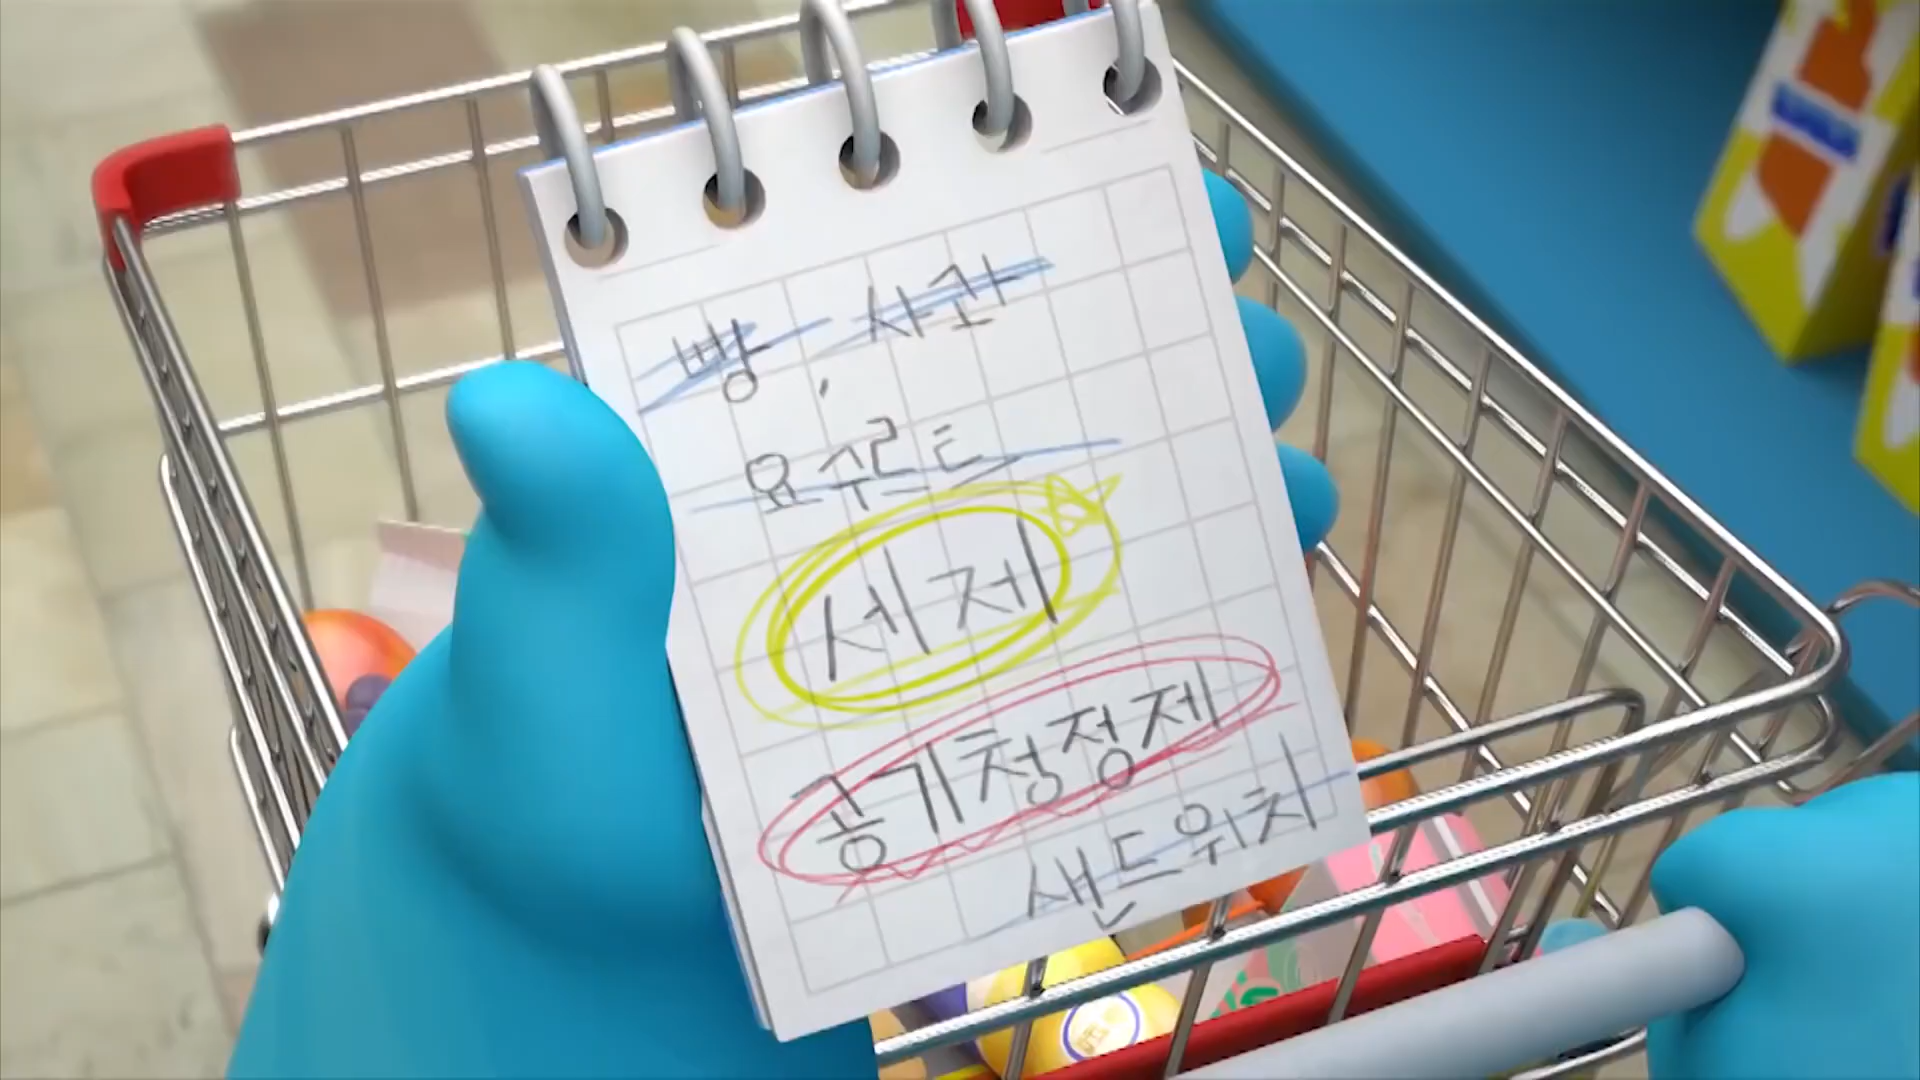 빵, 사과
요구르트
세제
공기청정제
샌드위치